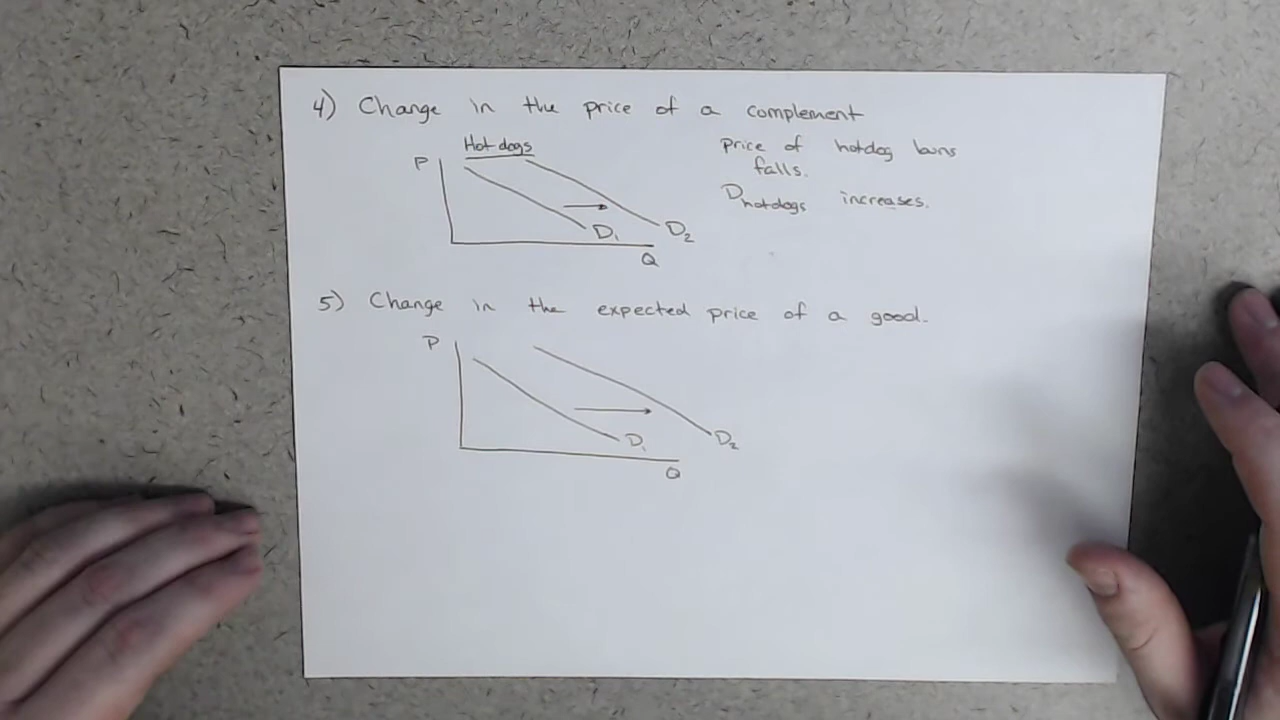 4) Change in the price of a complement
Hot dogs
P
Price of hotdog buns
falls.
Dhotdogs increases.
D1
D2
Q
5) Change in the expected price of a good.
P
D1
D2
Q